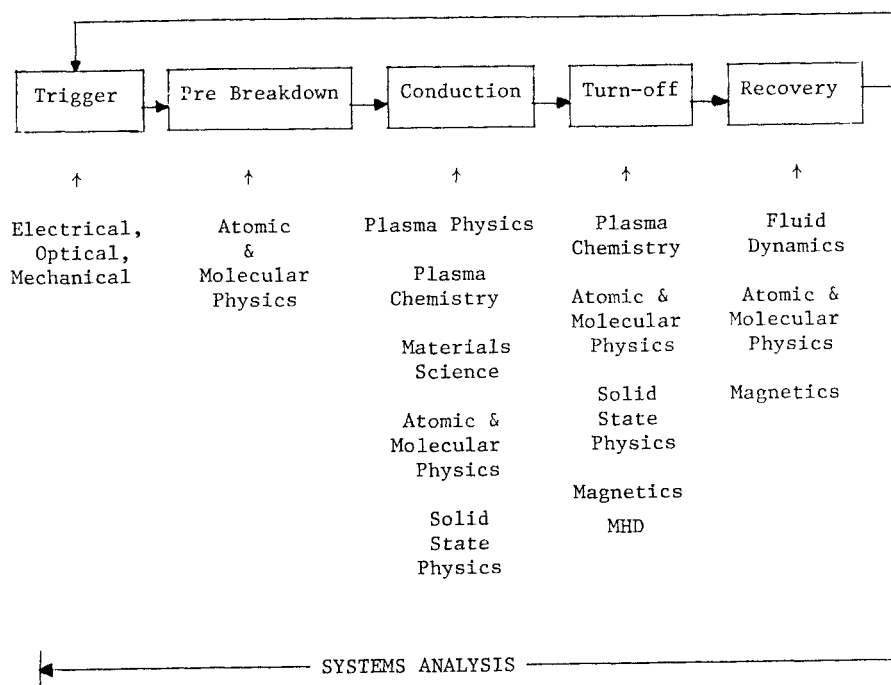 Trigger
Pre Breakdown
Conduction
Turn-off
Recovery
Electrical,
Optical,
Mechanical
Atomic
&
Molecular
Physics
Plasma Physics
Plasma
Chemistry
Materials
Science
Atomic &
Molecular
Physics
Solid
State
Physics
Plasma
Chemistry
Atomic &
Molecular
Physics
Solid
State
Physics
Magnetics
MHD
Fluid
Dynamics
Atomic &
Molecular
Physics
Magnetics
SYSTEMS ANALYSIS